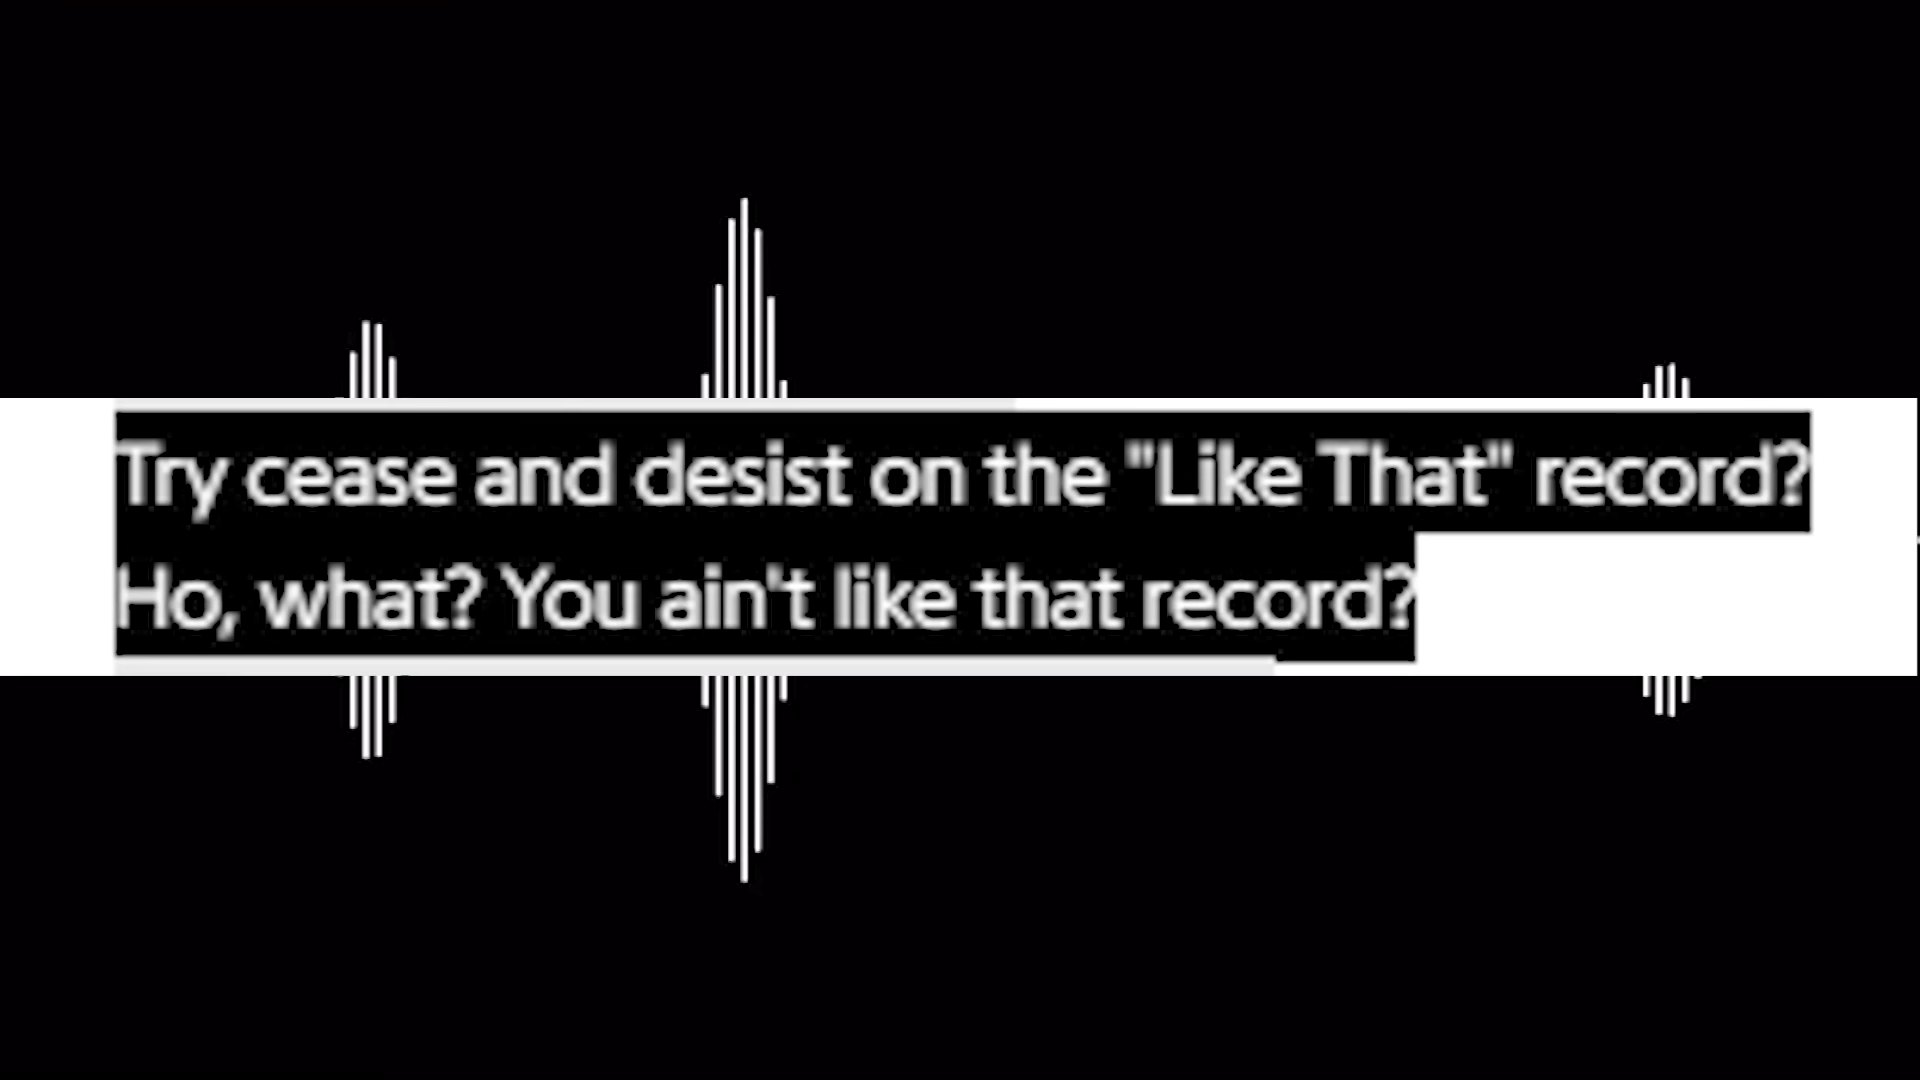 Try cease and desist on the "Like That" record?
Ho, what? You ain't like that record?